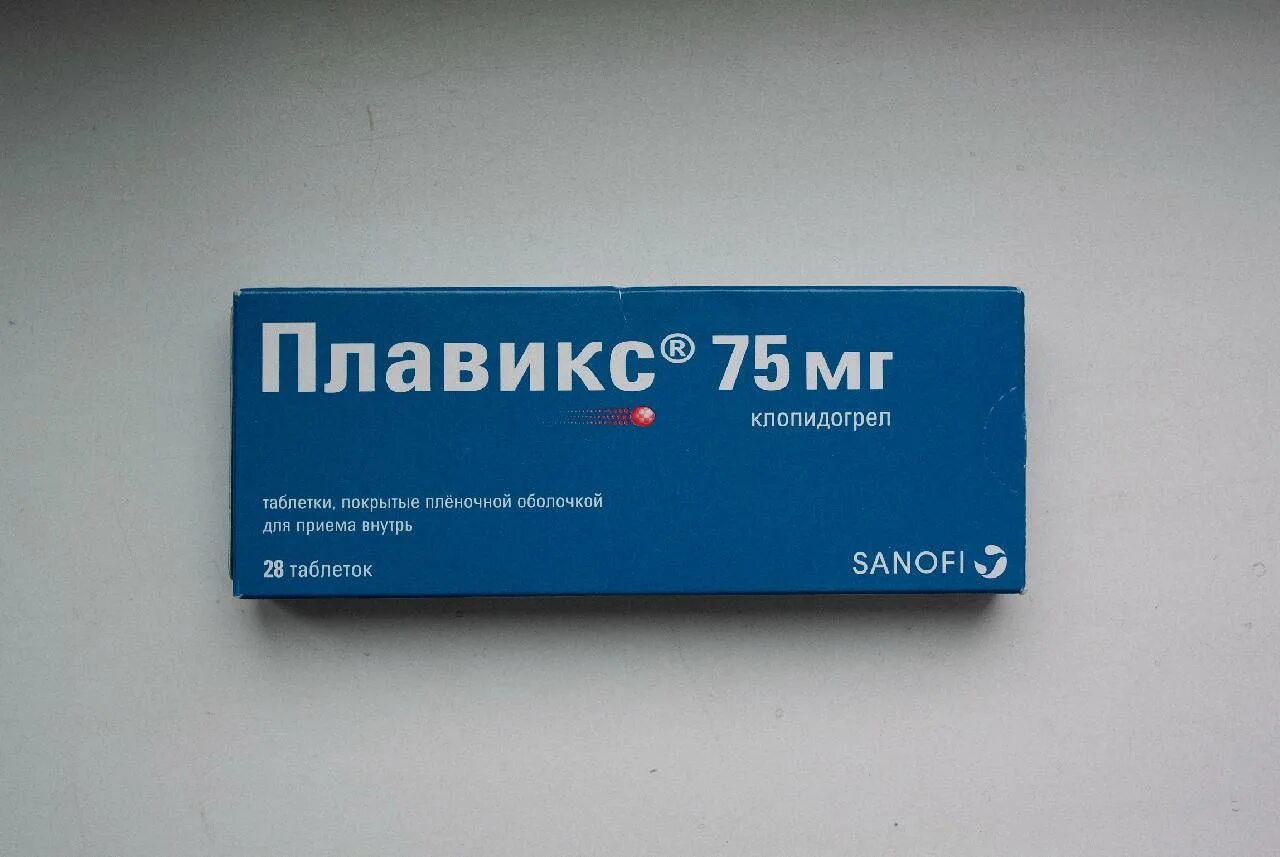 Плавикс® 75 мг
клопидогрел
таблетки, покрытые плёночной оболочкой
для приема внутрь
28 таблеток
SANOFI